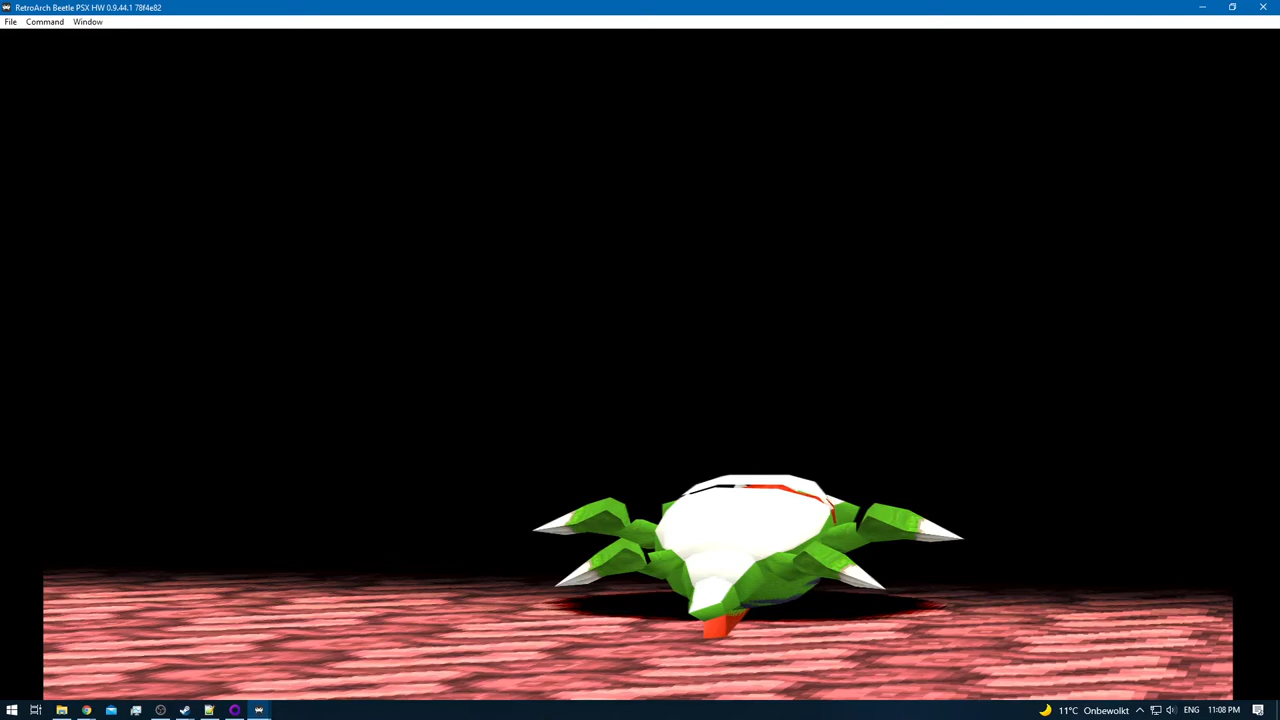 RetroArch Beetle PSX HW 0.9.44.1 78f4e82
File Command Window
11°C Onbewolkt ENG 11:08 PM